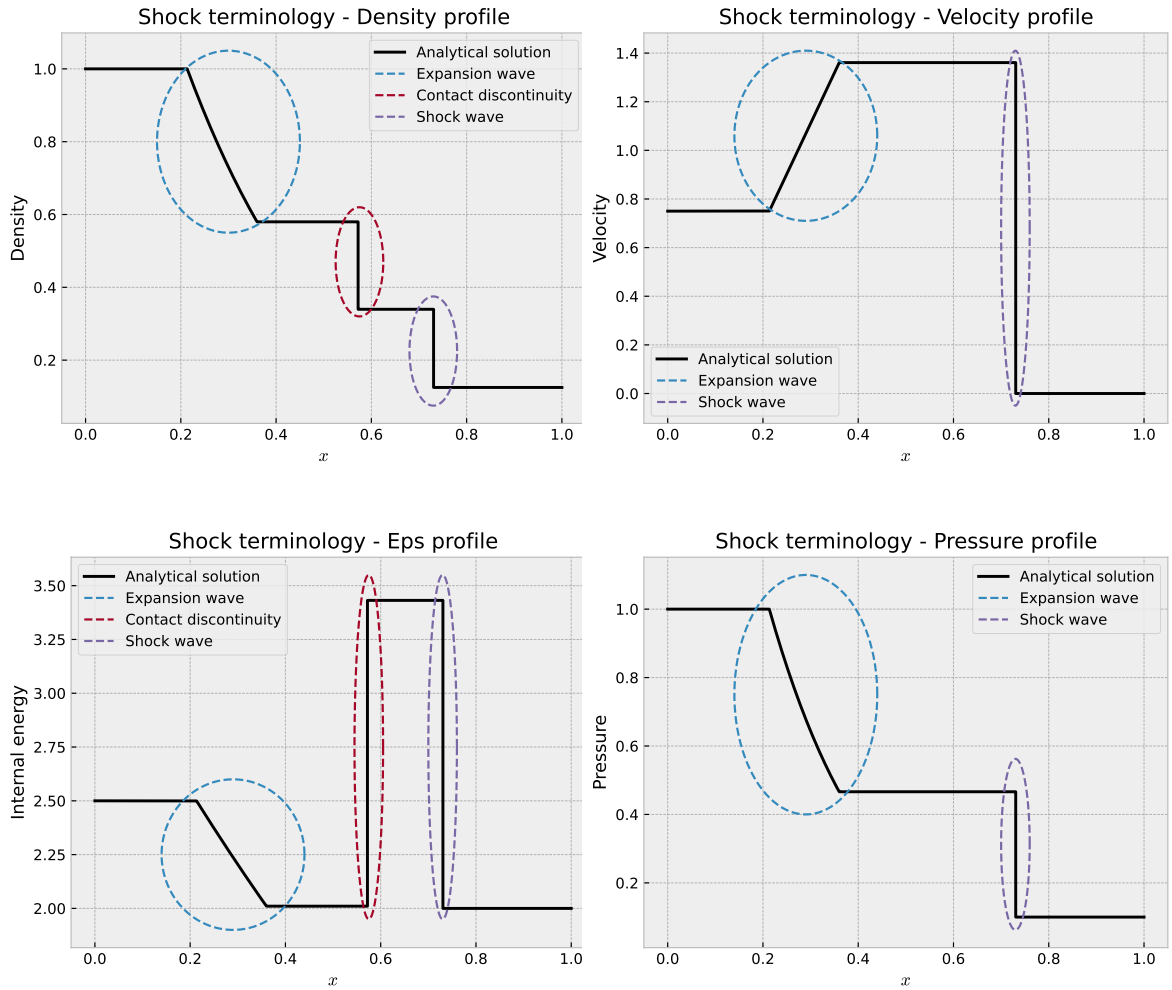 Shock terminology - Density profile
Density
1.0
0.8
0.6
0.4
0.2
Analytical solution
Expansion wave
Contact discontinuity
Shock wave
0.0 0.2 0.4 0.6 0.8 1.0
x
Shock terminology - Velocity profile
Velocity
1.4
1.2
1.0
0.8
0.6
0.4
0.2
0.0
Analytical solution
Expansion wave
Shock wave
0.0 0.2 0.4 0.6 0.8 1.0
x
Shock terminology - Eps profile
Internal energy
3.50
3.25
3.00
2.75
2.50
2.25
2.00
Analytical solution
Expansion wave
Contact discontinuity
Shock wave
0.0 0.2 0.4 0.6 0.8 1.0
x
Shock terminology - Pressure profile
Pressure
1.0
0.8
0.6
0.4
0.2
Analytical solution
Expansion wave
Shock wave
0.0 0.2 0.4 0.6 0.8 1.0
x